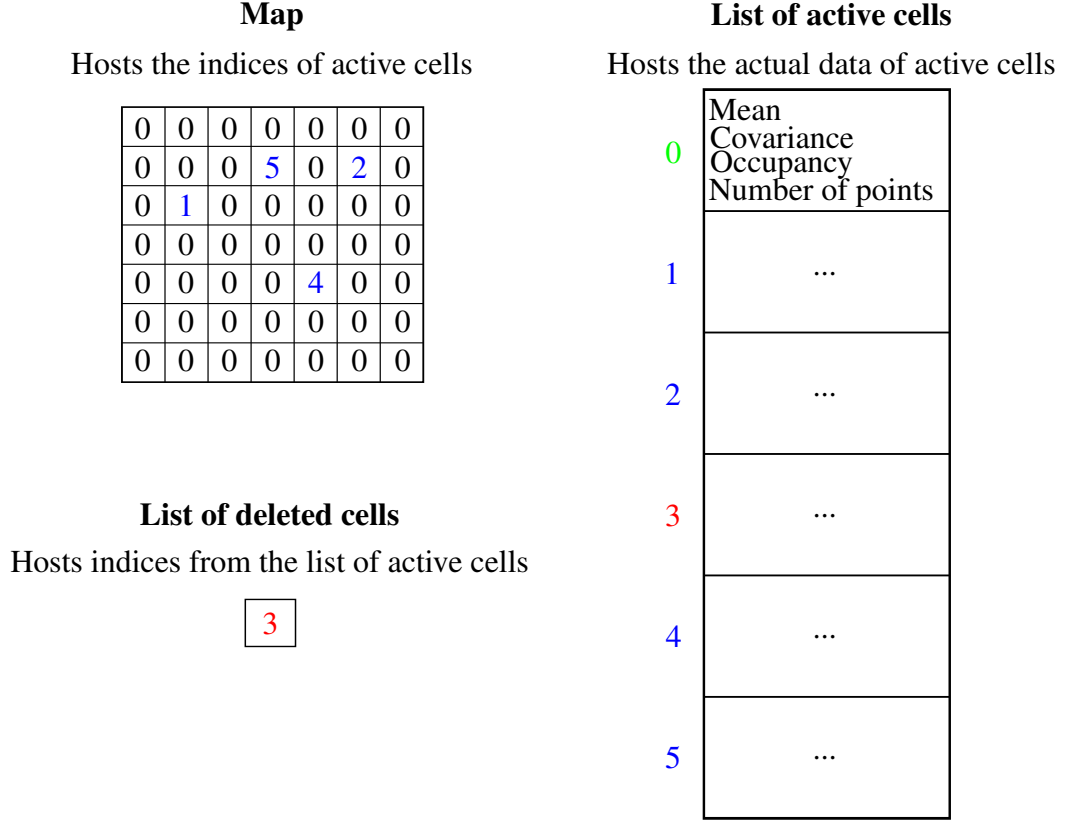 Map
Hosts the indices of active cells
0 0 0 0 0 0 0
0 0 0 5 0 2 0
0 1 0 0 0 0 0
0 0 0 0 0 0 0
0 0 0 0 4 0 0
0 0 0 0 0 0 0
0 0 0 0 0 0 0
List of deleted cells
Hosts indices from the list of active cells
3
List of active cells
Hosts the actual data of active cells
0
Mean
Covariance
Occupancy
Number of points
1 ...
2 ...
3 ...
4 ...
5 ...